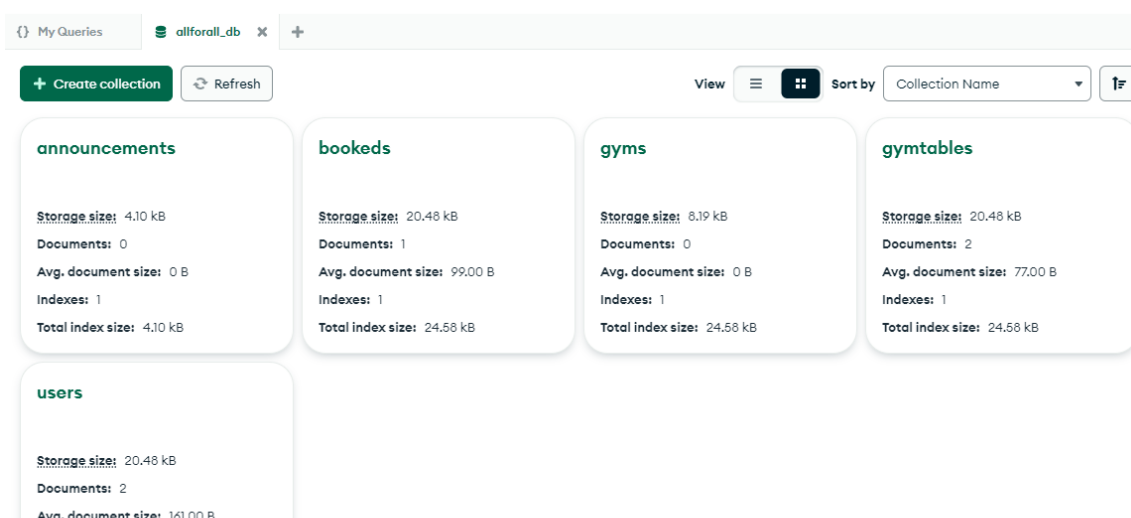 {} My Queries allforall_db
Create collection Refresh View Sort by Collection Name
announcements
Storage size: 4.10 kB
Documents: 0
Avg. document size: 0 B
Indexes: 1
Total index size: 4.10 kB
bookeds
Storage size: 20.48 kB
Documents: 1
Avg. document size: 99.00 B
Indexes: 1
Total index size: 24.58 kB
gyms
Storage size: 8.19 kB
Documents: 0
Avg. document size: 0 B
Indexes: 1
Total index size: 24.58 kB
gymtables
Storage size: 20.48 kB
Documents: 2
Avg. document size: 77.00 B
Indexes: 1
Total index size: 24.58 kB
users
Storage size: 20.48 kB
Documents: 2
Avg. document size: 161.00 B